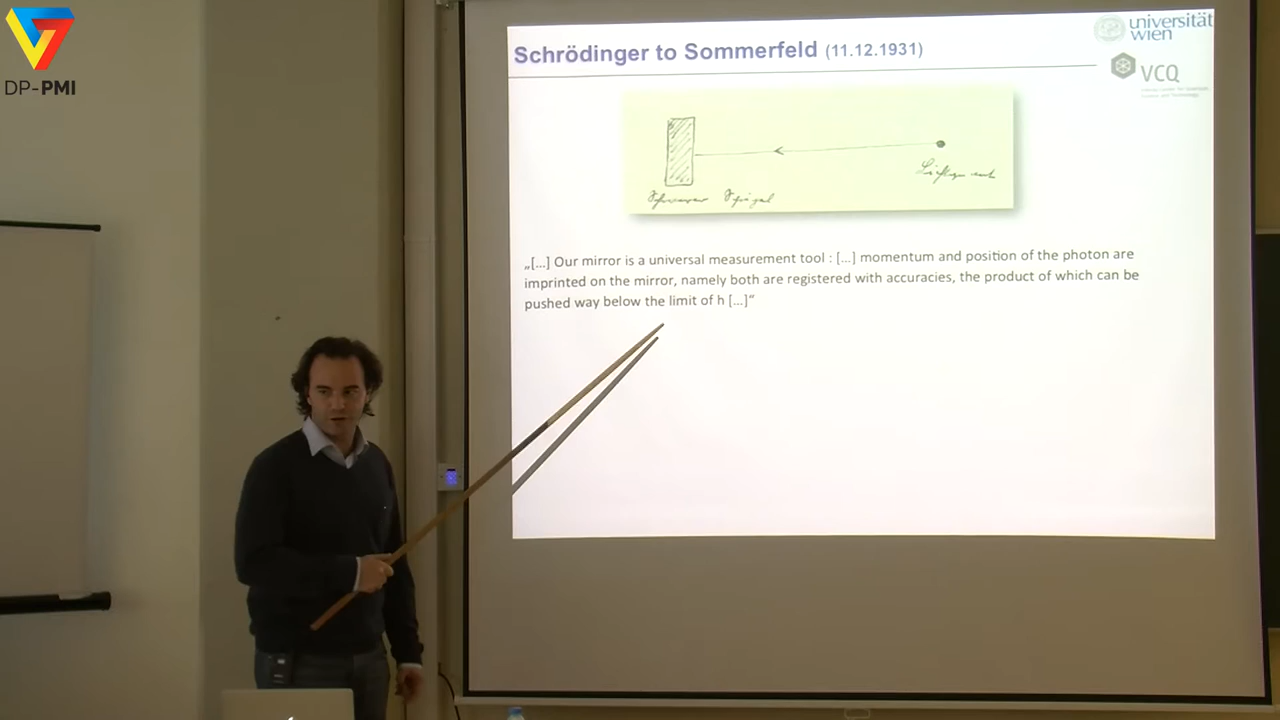 DP-PMI
Schrödinger to Sommerfeld (11.12.1931)
universität
wien
VCQ
Schwerer Spiegel
„[...] Our mirror is a universal measurement tool : [...] momentum and position of the photon are
imprinted on the mirror, namely both are registered with accuracies, the product of which can be
pushed way below the limit of h [...]“